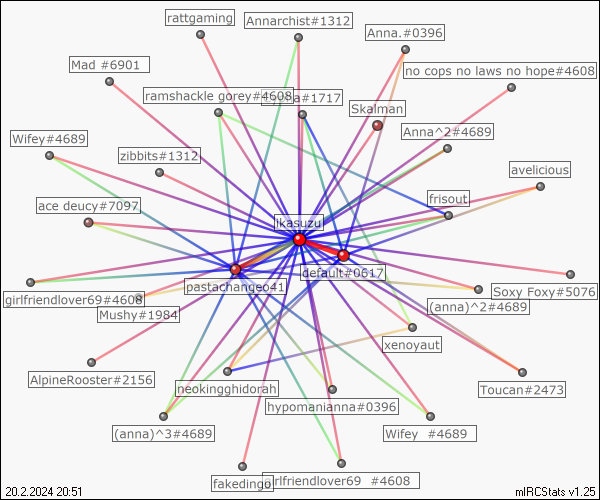 rattgaming
Annarchist#1312
Anna.#0396
Mad #6901
no cops no laws no hope#4608
ramshackle gorey#4608
a#1717
Skalman
Anna^2#4689
Wifey#4689
zibbits#1312
avelicious
ace deucy#7097
frisout
ikasuzu
default#0617
pastachangeo41
girlfriendlover69#4608
Mushy#1984
Soxy Foxy#5076
(anna)^2#4689
xenoyaut
AlpineRooster#2156
neokingghidorah
Toucan#2473
hypomanianna#0396
(anna)^3#4689
Wifey #4689
fakedingo
girlfriendlover69 #4608
20.2.2024 20:51
mIRCStats v1.25